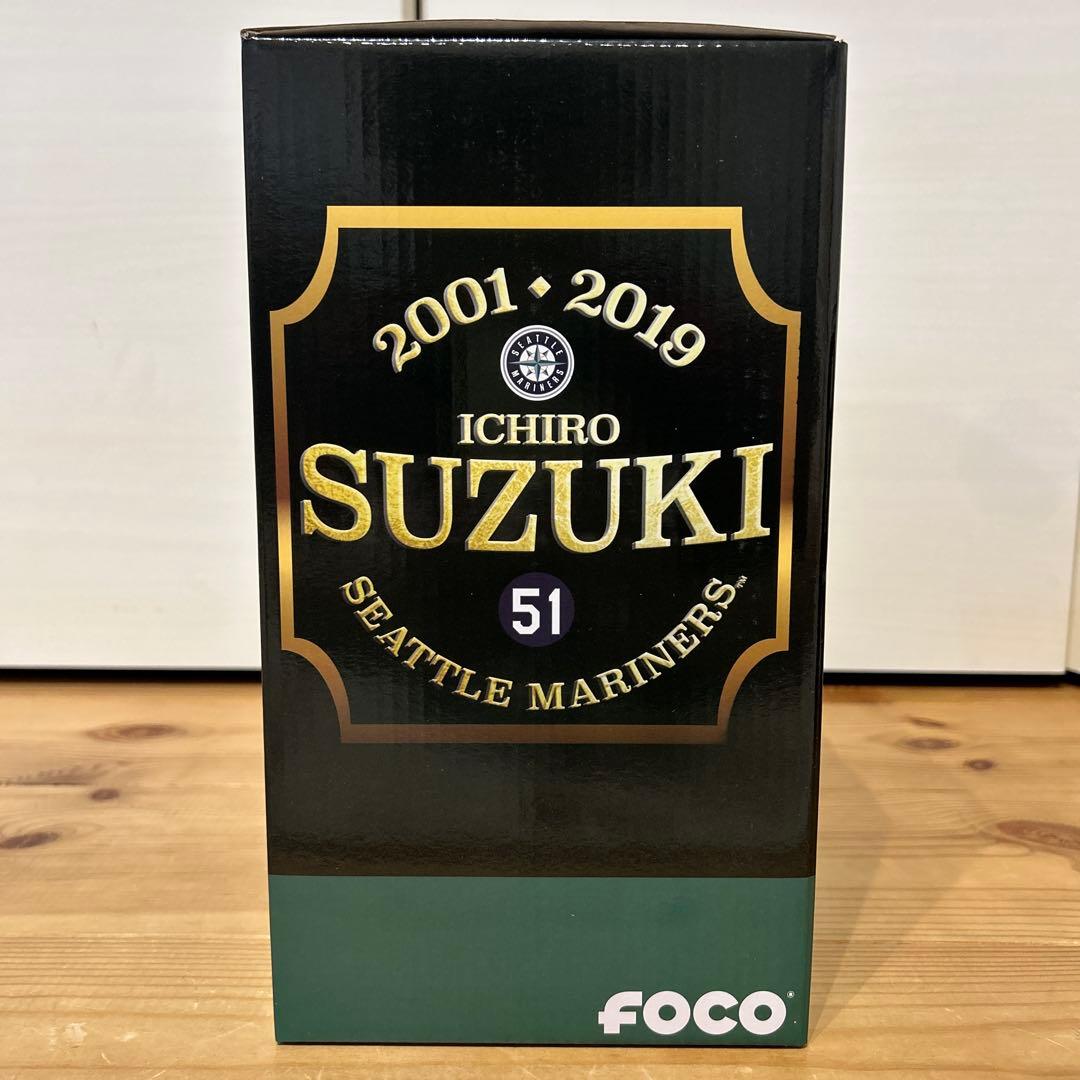 2001 ◆ 2019
SEATTLE
MARINERS
ICHIRO
SUZUKI
51
SEATTLE MARINERS™
FOCO®